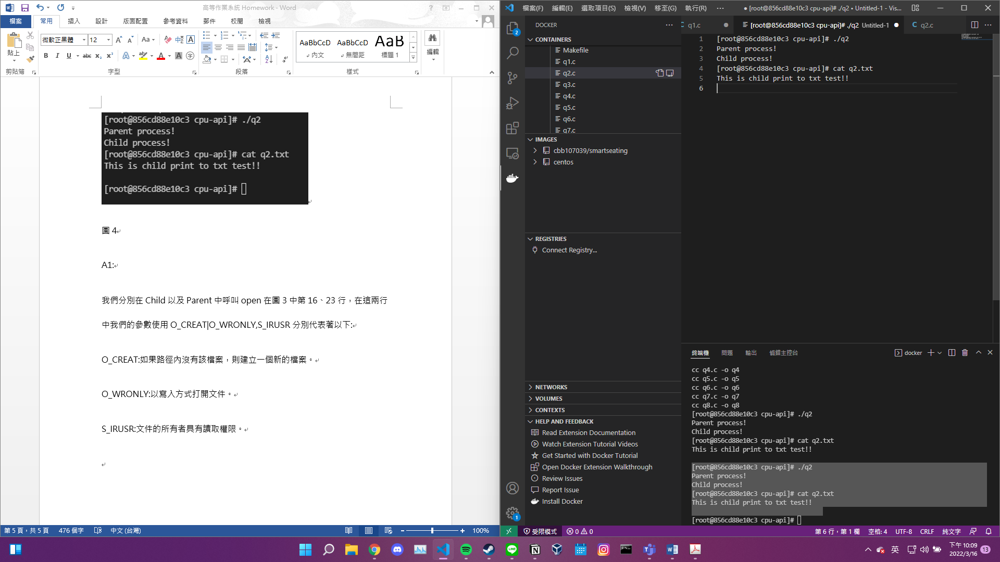 高等作業系統 Homework - Word
檔案
常用
插入
設計
版面配置
參考資料
郵件
校閱
檢視
貼上
微軟正黑體
12
Aa
AaBbCcD
AaBbCcD
AaB
內文
無間距
標題 1
編輯
剪貼簿
字型
段落
樣式
[root@856cd88e10c3 cpu-api]# ./q2
Parent process!
Child process!
[root@856cd88e10c3 cpu-api]# cat q2.txt
This is child print to txt test!!
[root@856cd88e10c3 cpu-api]#
圖 4
A1:
我們分別在 Child 以及 Parent 中呼叫 open 在圖 3 中第 16、23 行，在這兩行
中我們的參數使用 O_CREAT|O_WRONLY,S_IRUSR 分別代表著以下:
O_CREAT:如果路徑內沒有該檔案，則建立一個新的檔案。
O_WRONLY:以寫入方式打開文件。
S_IRUSR:文件的所有者具有讀取權限。
第 5 頁，共 5 頁
476 個字
中文 (台灣)
100%
檔案(F)
編輯(E)
選取項目(S)
檢視(V)
移至(G)
執行(R)
● [root@856cd88e10c3 cpu-api]# ./q2 • Untitled-1 - Vis...
DOCKER
CONTAINERS
Makefile
q1.c
q2.c
q3.c
q4.c
q5.c
q6.c
q7.c
IMAGES
cbb107039/smartseating
centos
REGISTRIES
Connect Registry...
NETWORKS
VOLUMES
CONTEXTS
HELP AND FEEDBACK
Read Extension Documentation
Watch Extension Tutorial Videos
Get Started with Docker Tutorial
Open Docker Extension Walkthrough
Review Issues
Report Issue
Install Docker
q1.c
[root@856cd88e10c3 cpu-api]# ./q2 Untitled-1
q2.c
1 [root@856cd88e10c3 cpu-api]# ./q2
2 Parent process!
3 Child process!
4 [root@856cd88e10c3 cpu-api]# cat q2.txt
5 This is child print to txt test!!
6
終端機
問題
輸出
偵錯主控台
docker
cc q4.c -o q4
cc q5.c -o q5
cc q6.c -o q6
cc q7.c -o q7
cc q8.c -o q8
[root@856cd88e10c3 cpu-api]# ./q2
Parent process!
Child process!
[root@856cd88e10c3 cpu-api]# cat q2.txt
This is child print to txt test!!
[root@856cd88e10c3 cpu-api]# ./q2
Parent process!
Child process!
[root@856cd88e10c3 cpu-api]# cat q2.txt
This is child print to txt test!!
[root@856cd88e10c3 cpu-api]#
受限模式
0
0
第 6 行，第 1 欄
空格: 4
UTF-8
CRLF
純文字
英
下午 10:09
2022/3/16
13